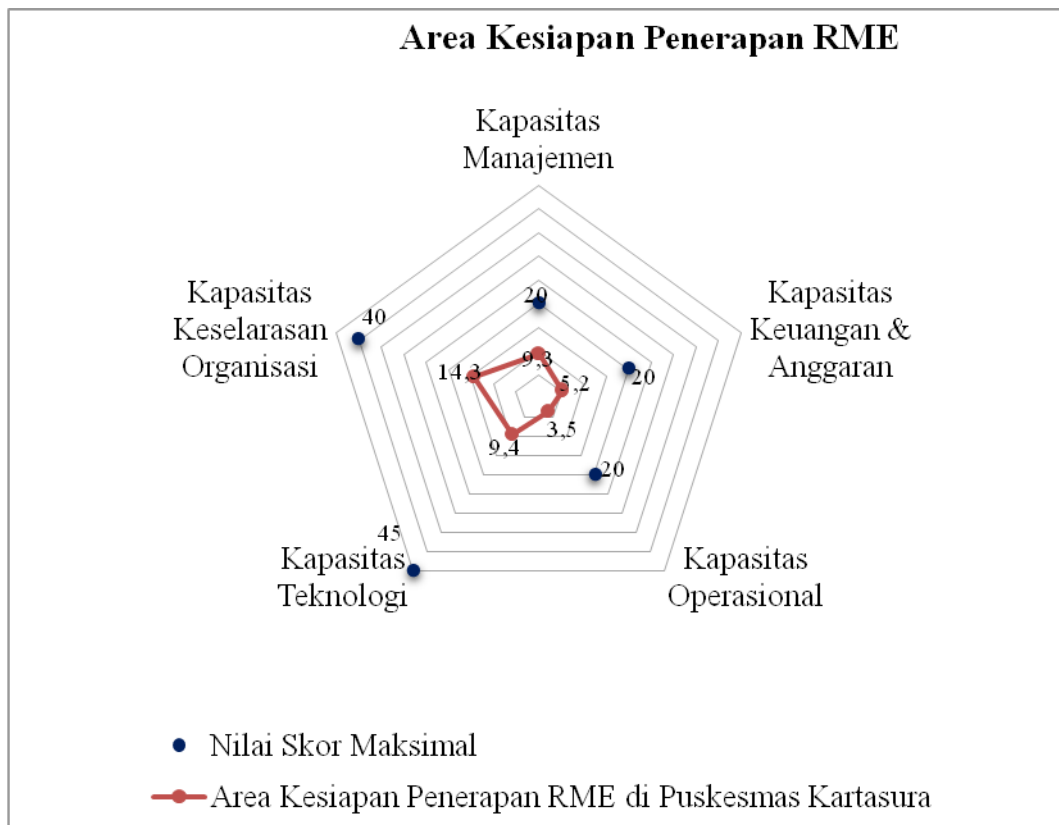 Area Kesiapan Penerapan RME
Kapasitas
Manajemen
Kapasitas
Keselarasan
Organisasi
40
20
Kapasitas
Keuangan &
Anggaran
20
14,3
9,3
5,2
3,5
9,4
20
45
Kapasitas
Teknologi
Kapasitas
Operasional
Nilai Skor Maksimal
Area Kesiapan Penerapan RME di Puskesmas Kartasura